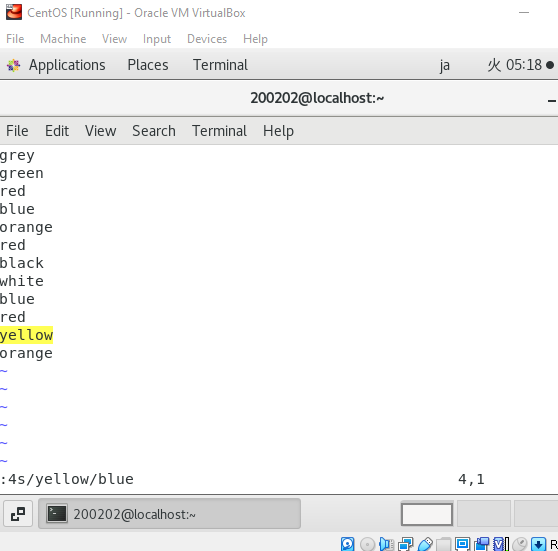 CentOS [Running] - Oracle VM VirtualBox
File Machine View Input Devices Help
Applications Places Terminal ja 火 05:18
200202@localhost:~
File Edit View Search Terminal Help
grey
green
red
blue
orange
red
black
white
blue
red
yellow
orange
~
~
~
~
~
~
:4s/yellow/blue 4,1
200202@localhost:~
R